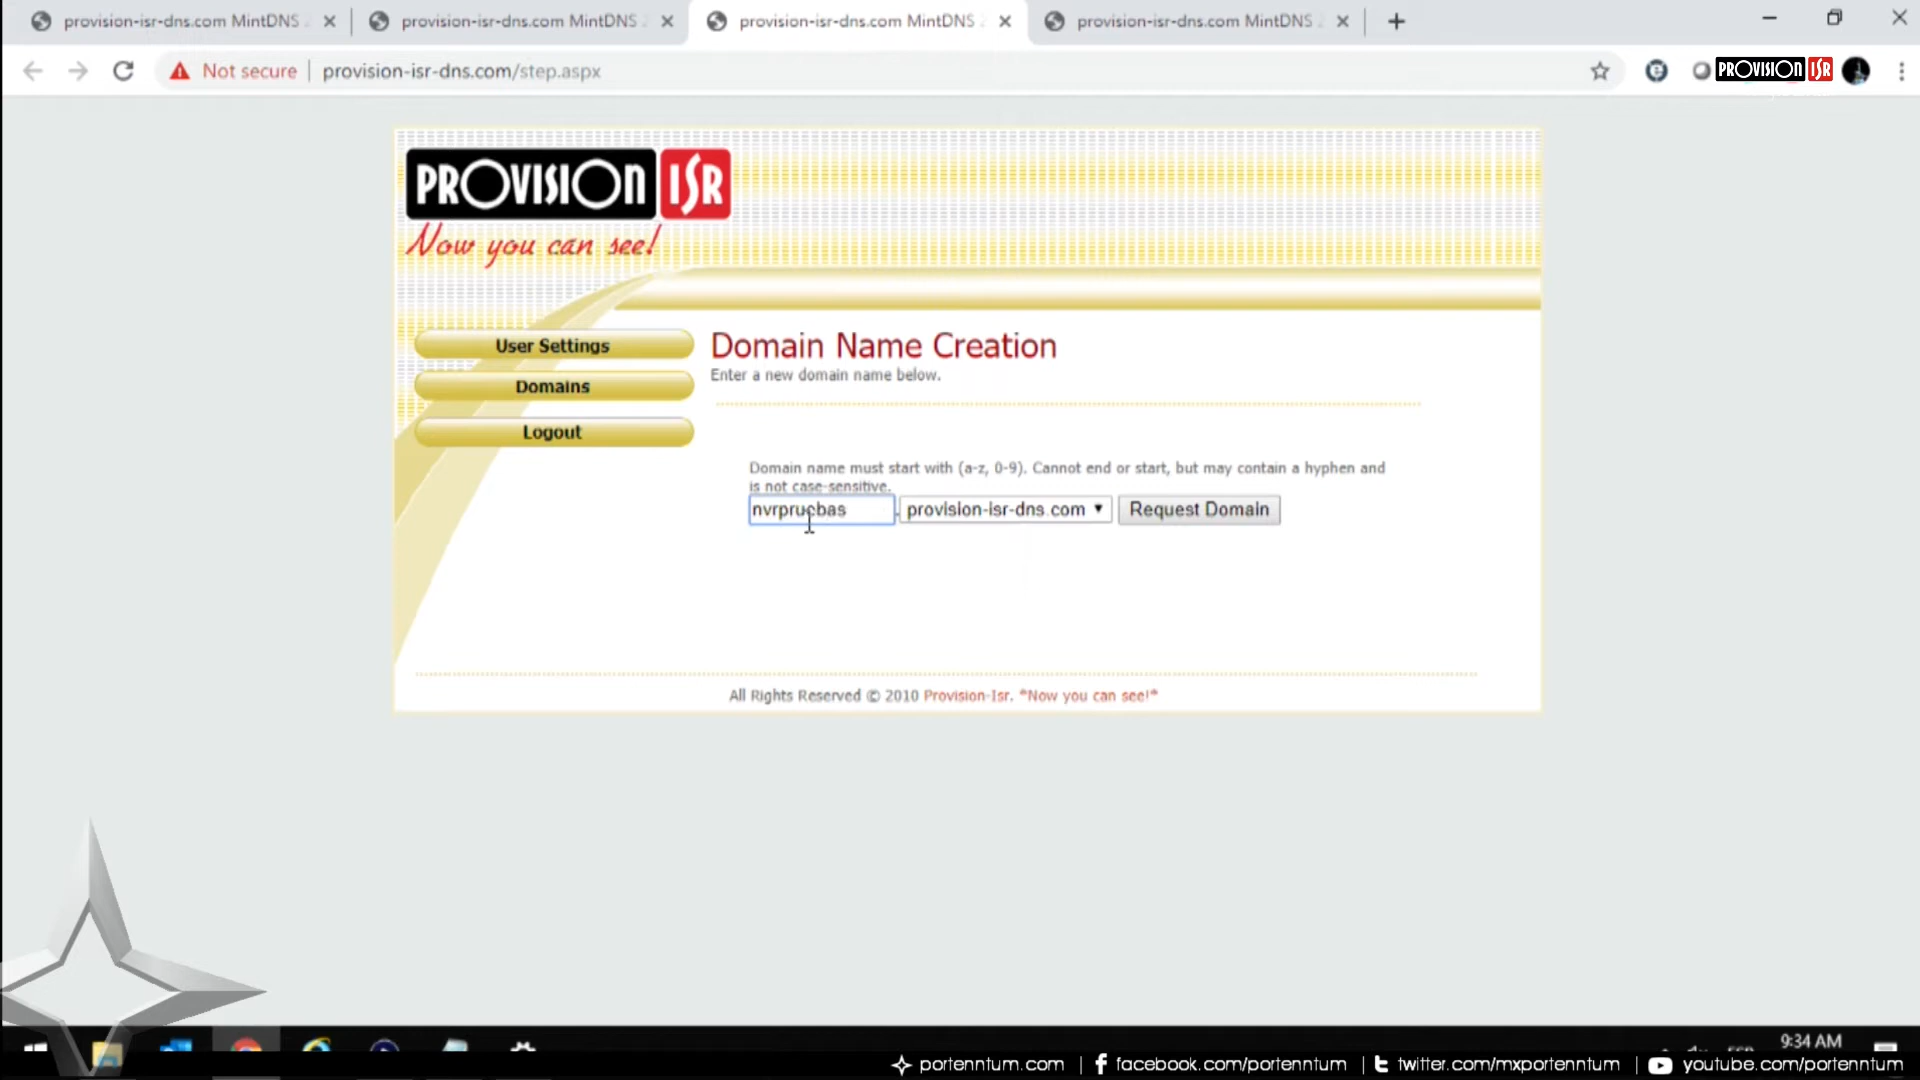 provision-isr-dns.com MintDNS
provision-isr-dns.com MintDNS
provision-isr-dns.com MintDNS
provision-isr-dns.com MintDNS
Not secure
provision-isr-dns.com/step.aspx
PROVISION ISR
PROVISION ISR
Now you can see!
User Settings
Domains
Logout
Domain Name Creation
Enter a new domain name below.
Domain name must start with (a-z, 0-9). Cannot end or start, but may contain a hyphen and
is not case-sensitive.
nvrpruebas
provision-isr-dns.com
Request Domain
All Rights Reserved © 2010 Provision-Isr. "Now you can see!"
9:34 AM
portenntum.com | facebook.com/portenntum | twitter.com/mxportenntum | youtube.com/portenntum